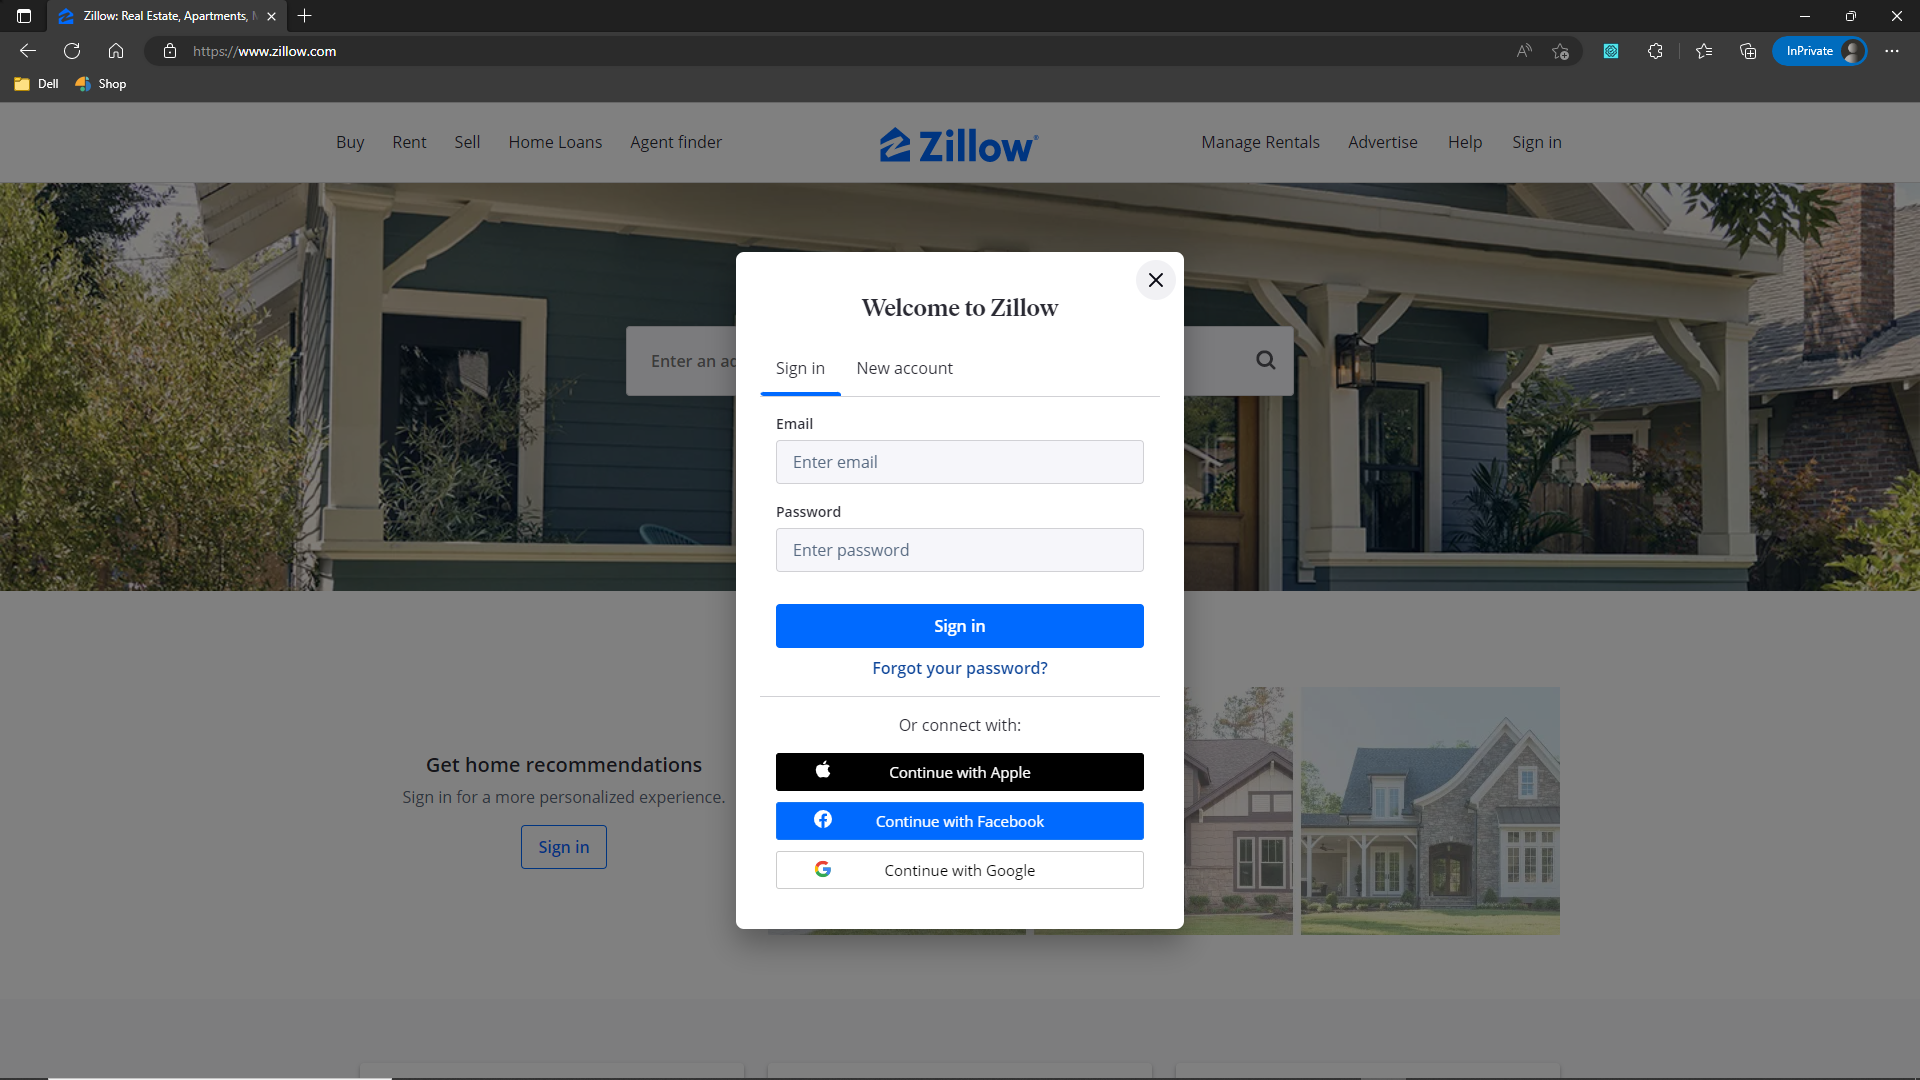 Zillow: Real Estate, Apartments,
https://www.zillow.com
InPrivate
Dell
Shop
Buy
Rent
Sell
Home Loans
Agent finder
Zillow
Manage Rentals
Advertise
Help
Sign in
Enter an ad
Welcome to Zillow
Sign in
New account
Email
Enter email
Password
Enter password
Sign in
Forgot your password?
Or connect with:
Continue with Apple
Continue with Facebook
Continue with Google
Get home recommendations
Sign in for a more personalized experience.
Sign in